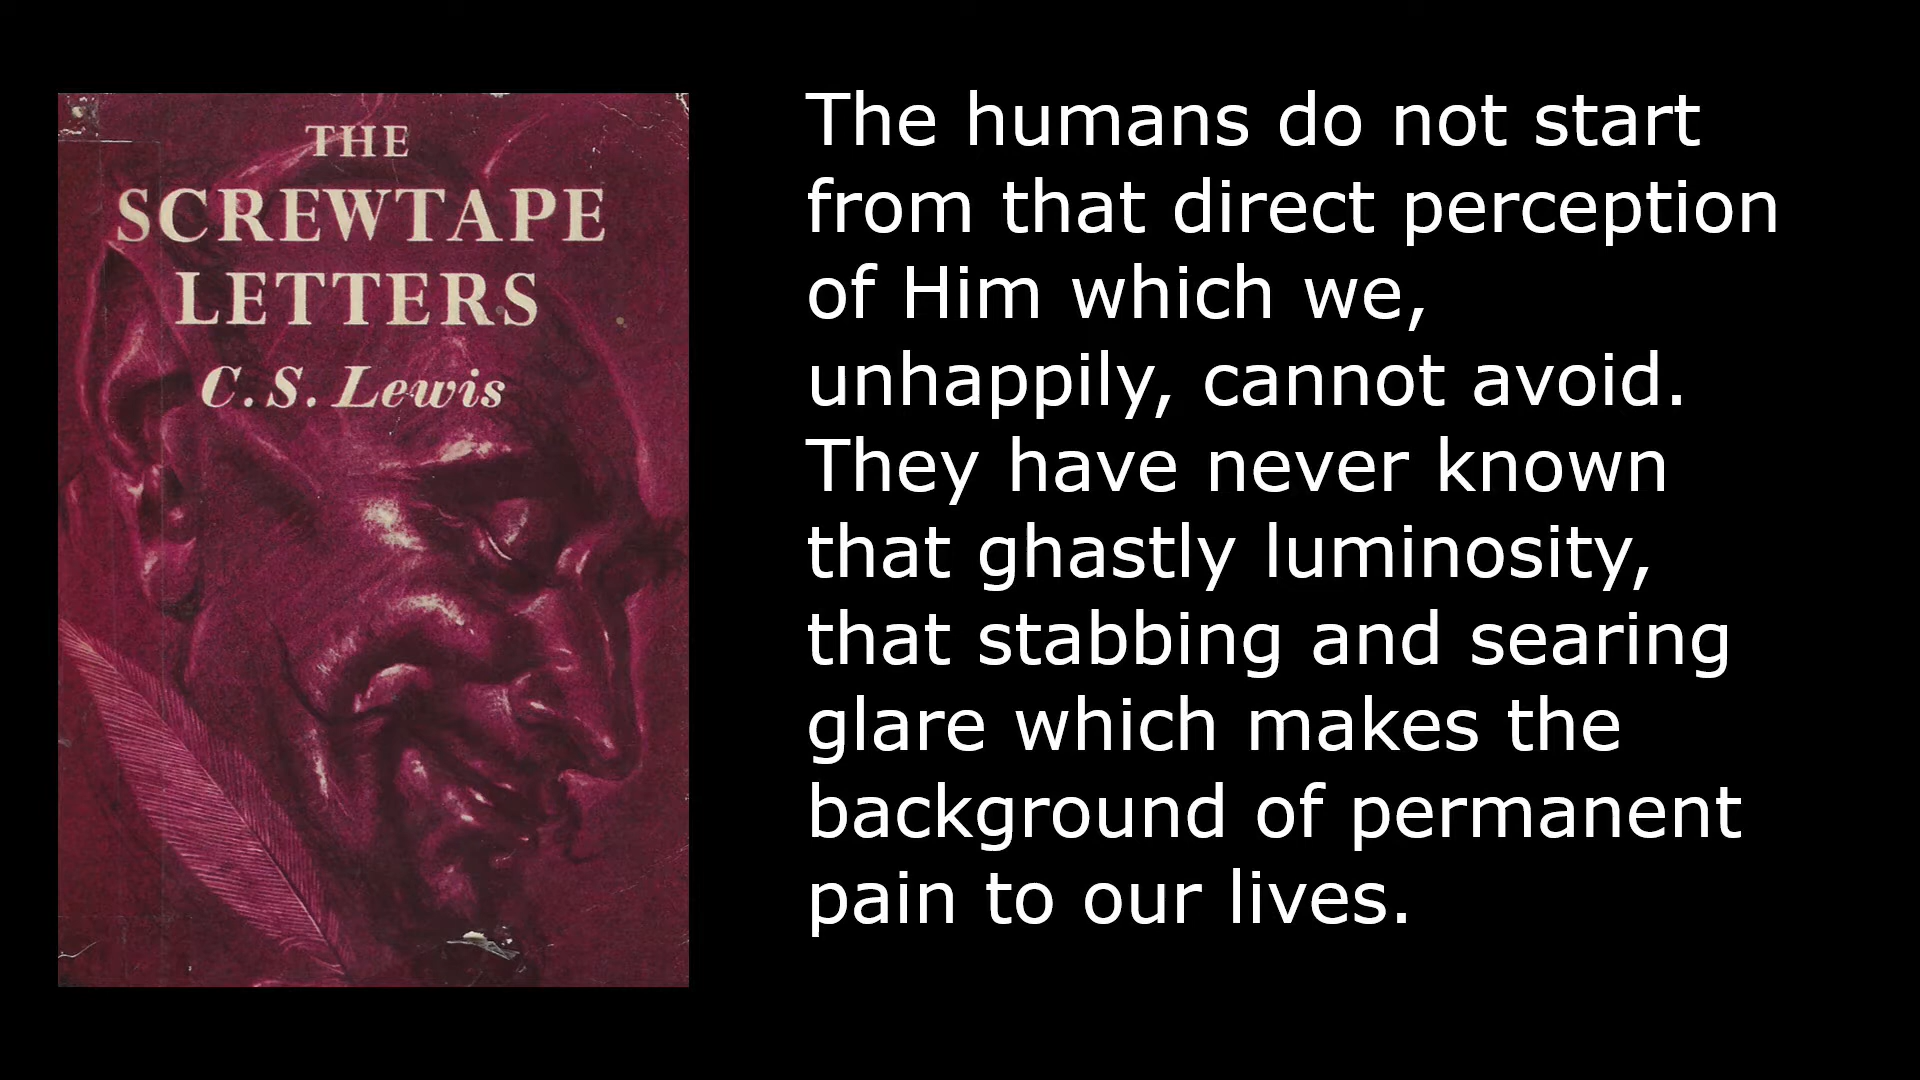 THE
SCREWTAPE
LETTERS
C.S. Lewis
The humans do not start
from that direct perception
of Him which we,
unhappily, cannot avoid.
They have never known
that ghastly luminosity,
that stabbing and searing
glare which makes the
background of permanent
pain to our lives.